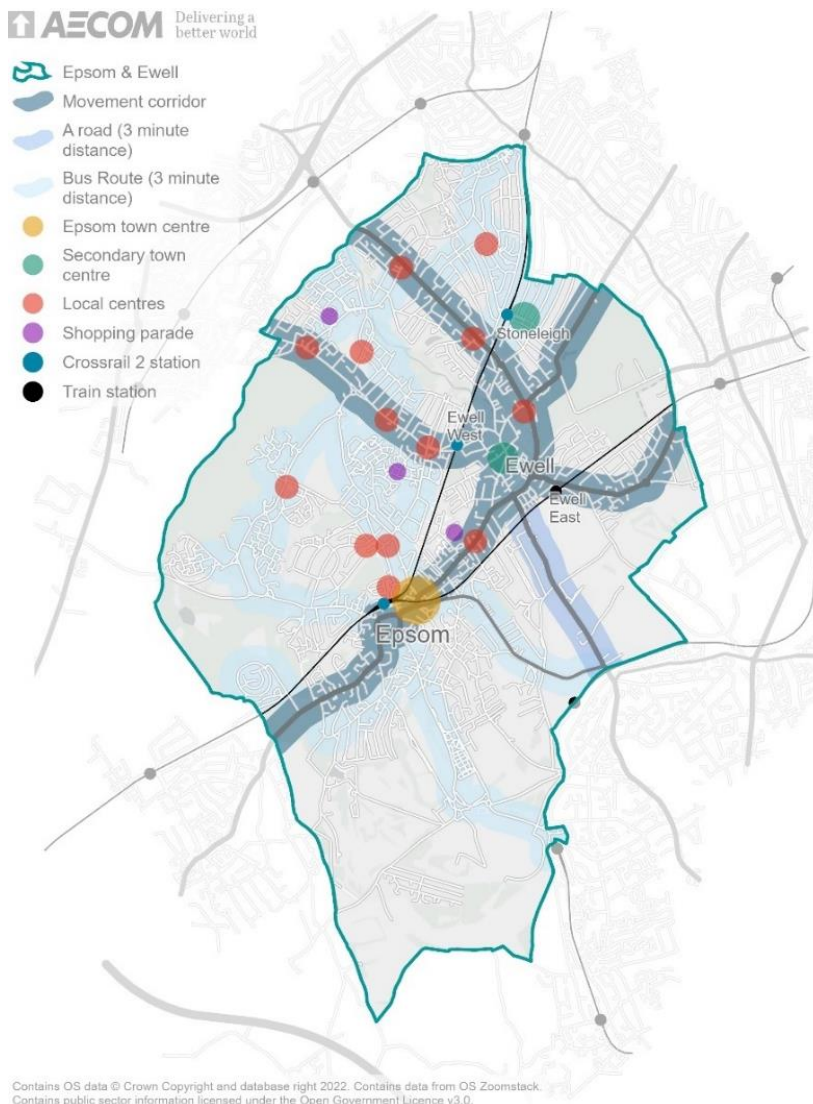 AECOM
Delivering a
better world
Epsom & Ewell
Movement corridor
A road (3 minute
distance)
Bus Route (3 minute
distance)
Epsom town centre
Secondary town
centre
Local centres
Shopping parade
Crossrail 2 station
Train station
Stoneleigh
Ewell
West
Ewell
Ewell
East
Epsom
Contains OS data © Crown Copyright and database right 2022. Contains data from OS Zoomstack.
Contains public sector information licensed under the Open Government Licence v3.0.